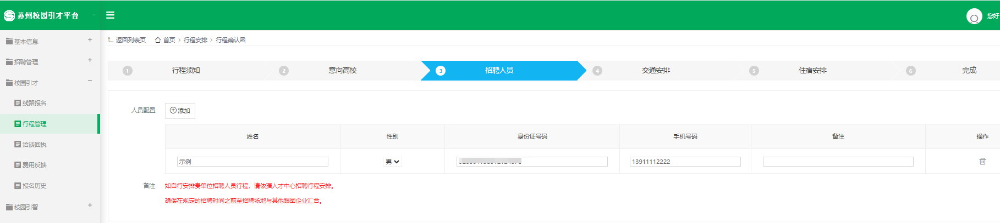 苏州校园引才平台
您好
基本信息
招聘管理
校园引才
线路报名
行程管理
洽谈回执
费用反馈
报名历史
校园引智
返回列表页 首页 > 行程安排 > 行程确认函
1 行程须知 2 意向高校 3 招聘人员 4 交通安排 5 住宿安排 6 完成
人员配置 添加
姓名 性别 身份证号码 手机号码 备注 操作
示例 男 13911112222
备注 如自行安排贵单位招聘人员行程，请依据人才中心招聘行程安排。
确保在规定的招聘时间之前至招聘场地与其他跟团企业汇合。